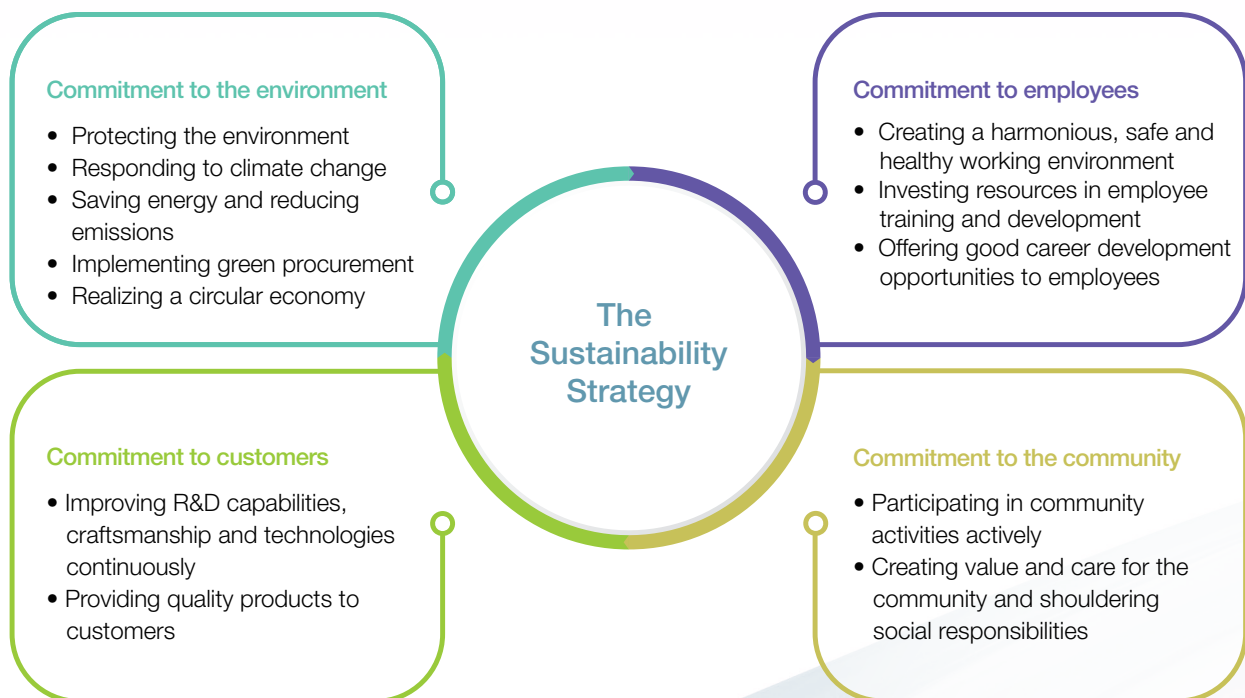 Commitment to the environment
• Protecting the environment
• Responding to climate change
• Saving energy and reducing
emissions
• Implementing green procurement
• Realizing a circular economy
Commitment to employees
• Creating a harmonious, safe and
healthy working environment
• Investing resources in employee
training and development
• Offering good career development
opportunities to employees
The
Sustainability
Strategy
Commitment to customers
• Improving R&D capabilities,
craftsmanship and technologies
continuously
• Providing quality products to
customers
Commitment to the community
• Participating in community
activities actively
• Creating value and care for the
community and shouldering
social responsibilities